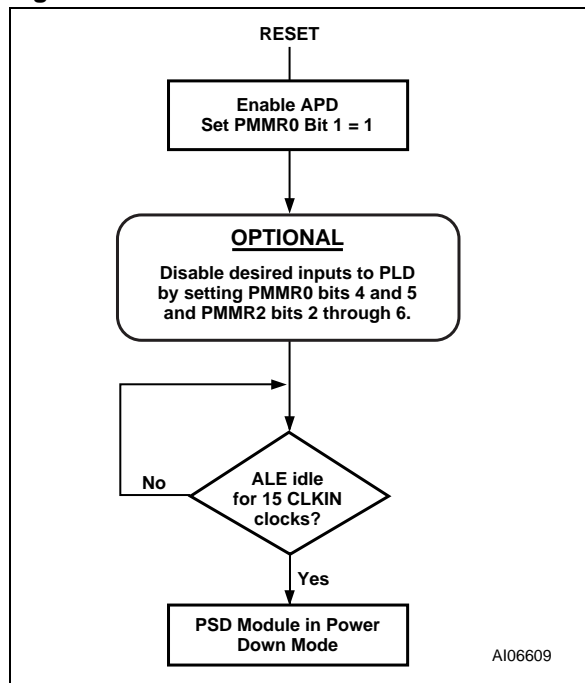 RESET
Enable APD
Set PMMR0 Bit 1 = 1
OPTIONAL
Disable desired inputs to PLD
by setting PMMR0 bits 4 and 5
and PMMR2 bits 2 through 6.
No
ALE idle
for 15 CLKIN
clocks?
Yes
PSD Module in Power
Down Mode
AI06609